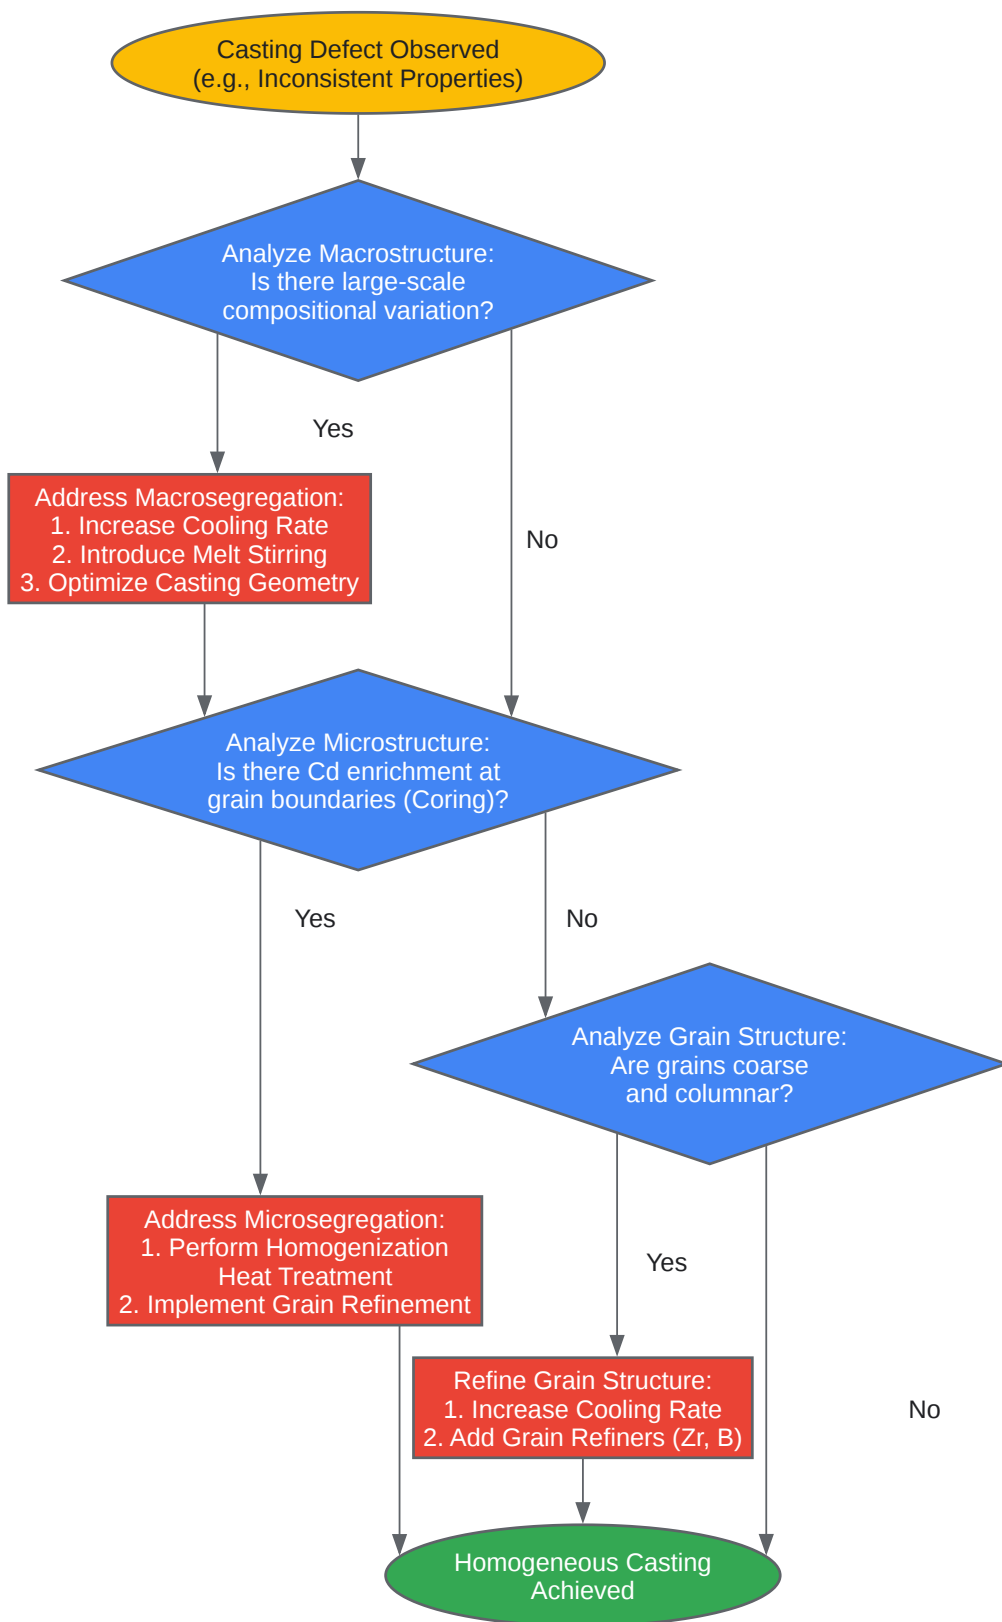 Casting Defect Observed
(e.g., Inconsistent Properties)
Analyze Macrostructure:
Is there large-scale
compositional variation?
Yes
Address Macrosegregation:
1. Increase Cooling Rate
2. Introduce Melt Stirring
3. Optimize Casting Geometry
No
Analyze Microstructure:
Is there Cd enrichment at
grain boundaries (Coring)?
Yes
No
Analyze Grain Structure:
Are grains coarse
and columnar?
Address Microsegregation:
1. Perform Homogenization
Heat Treatment
2. Implement Grain Refinement
Yes
Refine Grain Structure:
1. Increase Cooling Rate
2. Add Grain Refiners (Zr, B)
No
Homogeneous Casting
Achieved